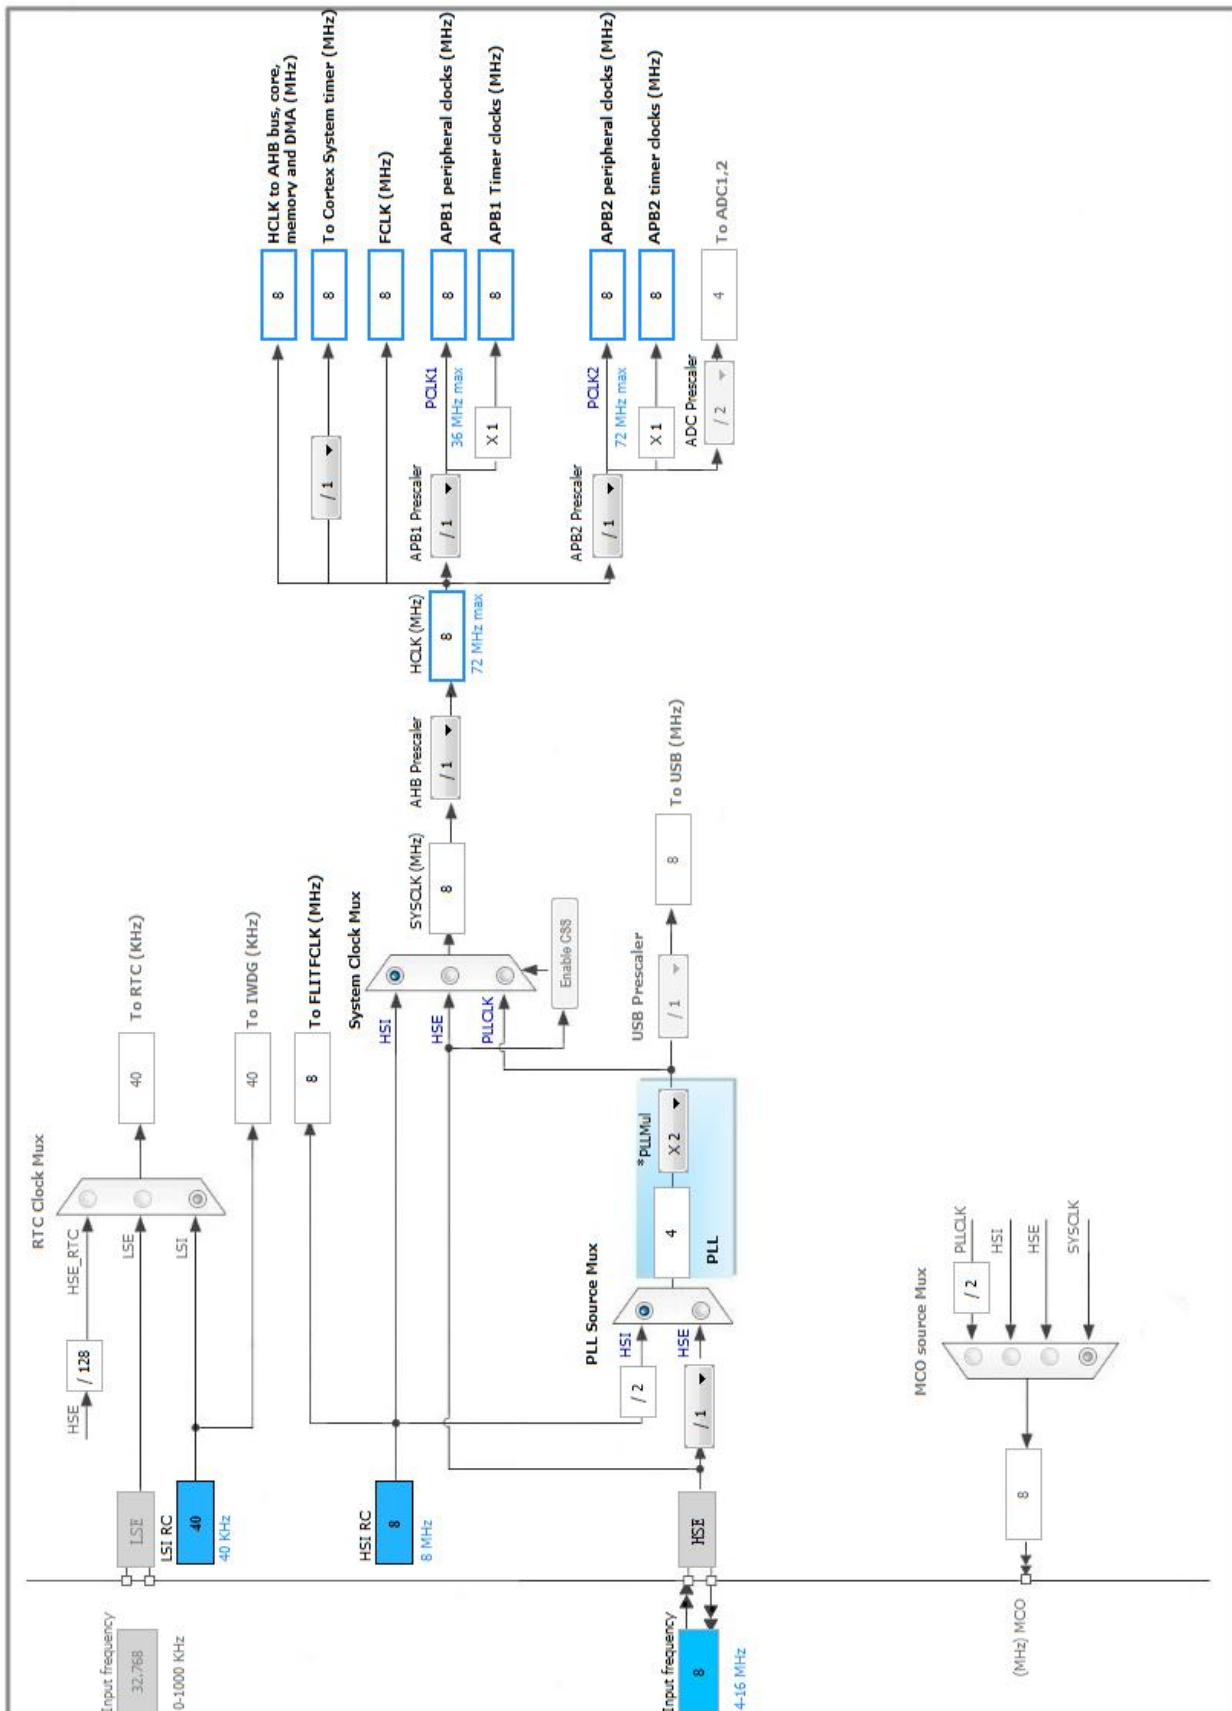 RTC Clock Mux
HSE
/ 128
HSE_RTC
LSE
LSI
40
To RTC (KHz)
Input frequency
32.768
0-1000 KHz
LSE
LSI RC
40
40 KHz
40
To IWDG (KHz)
8
To FLITFCLK (MHz)
HSI RC
8
8 MHz
System Clock Mux
HSI
HSE
PLLCLK
Enable CSS
SYSCLK (MHz)
8
AHB Prescaler
/ 1
HCLK (MHz)
8
72 MHz max
8
HCLK to AHB bus, core,
memory and DMA (MHz)
/ 1
8
To Cortex System timer (MHz)
8
FCLK (MHz)
APB1 Prescaler
/ 1
PCLK1
36 MHz max
8
APB1 peripheral clocks (MHz)
X 1
8
APB1 Timer clocks (MHz)
APB2 Prescaler
/ 1
PCLK2
72 MHz max
8
APB2 peripheral clocks (MHz)
X 1
8
APB2 timer clocks (MHz)
ADC Prescaler
/ 2
4
To ADC1,2
PLL Source Mux
/ 2
HSI
HSE
/ 1
4
*PLLMul
X 2
PLL
USB Prescaler
/ 1
8
To USB (MHz)
Input frequency
8
4-16 MHz
HSE
MCO source Mux
/ 2
PLLCLK
HSI
HSE
SYSCLK
8
(MHz) MCO